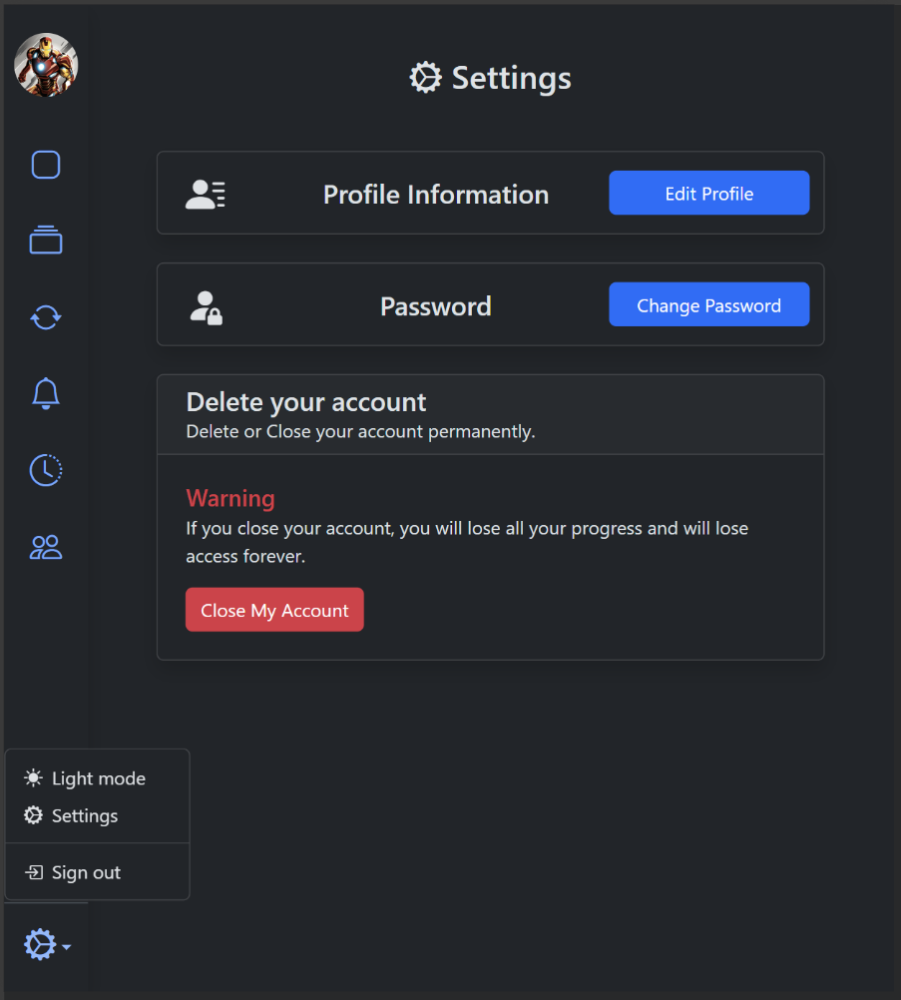 Settings
Profile Information
Edit Profile
Password
Change Password
Delete your account
Delete or Close your account permanently.
Warning
If you close your account, you will lose all your progress and will lose
access forever.
Close My Account
Light mode
Settings
Sign out